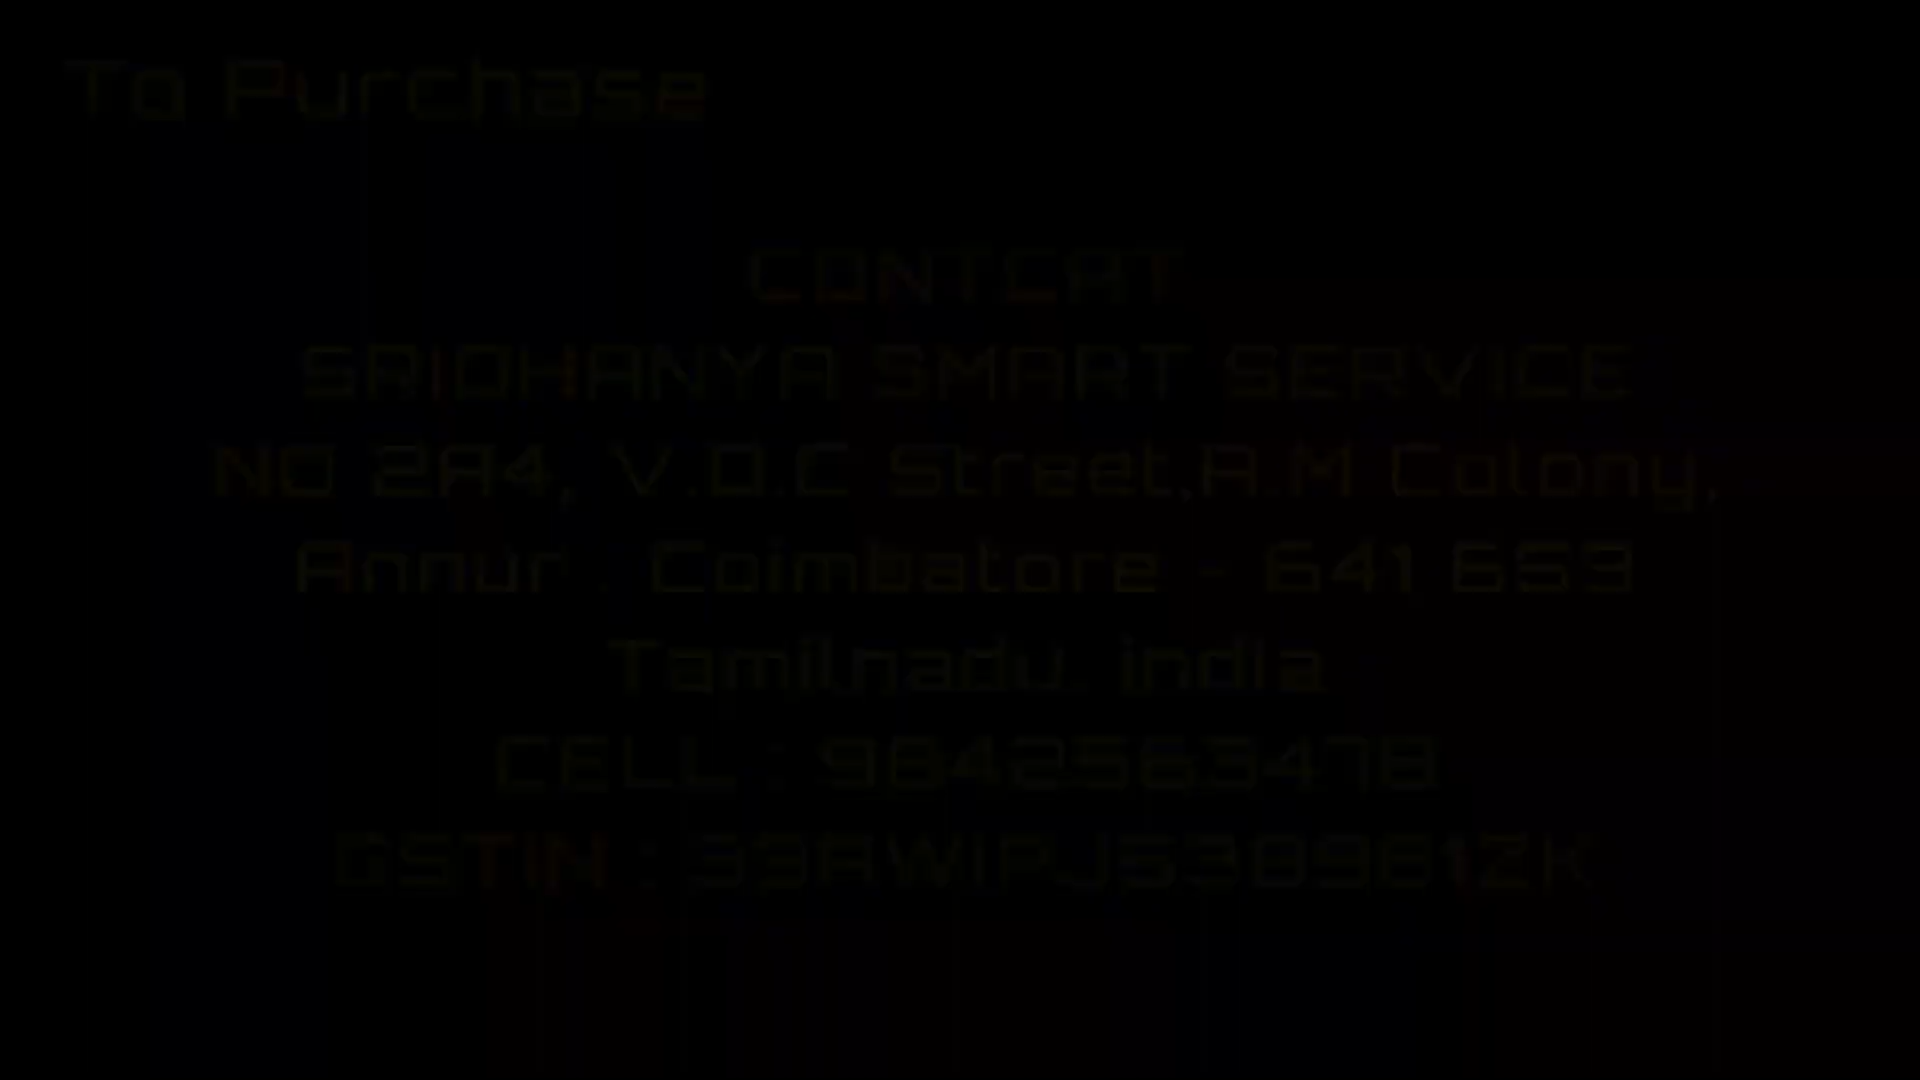 To Purchase
CONTCAT
SRIDHANYA SMART SERVICE
NO 2A4, V.O.C Street,A.M Colony,
Annur . Coimbatore - 641 653
Tamilnadu. india
CELL : 9842563478
GSTIN :